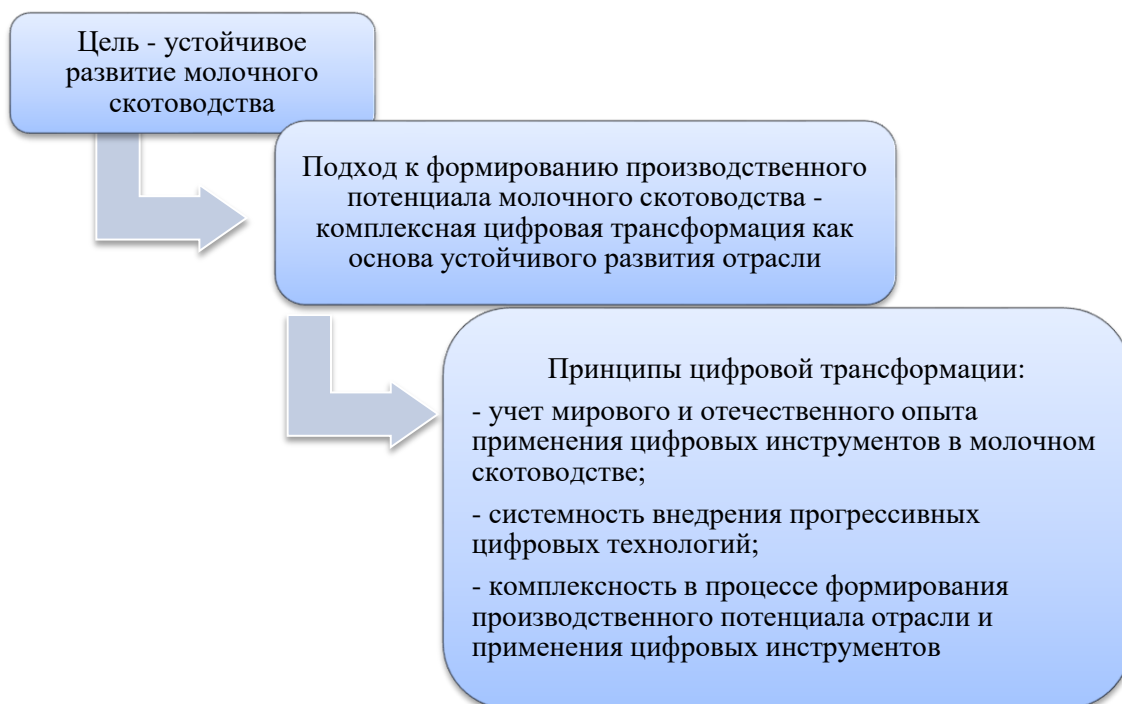 Цель - устойчивое
развитие молочного
скотоводства
Подход к формированию производственного
потенциала молочного скотоводства -
комплексная цифровая трансформация как
основа устойчивого развития отрасли
Принципы цифровой трансформации:
- учет мирового и отечественного опыта
применения цифровых инструментов в молочном
скотоводстве;
- системность внедрения прогрессивных
цифровых технологий;
- комплексность в процессе формирования
производственного потенциала отрасли и
применения цифровых инструментов